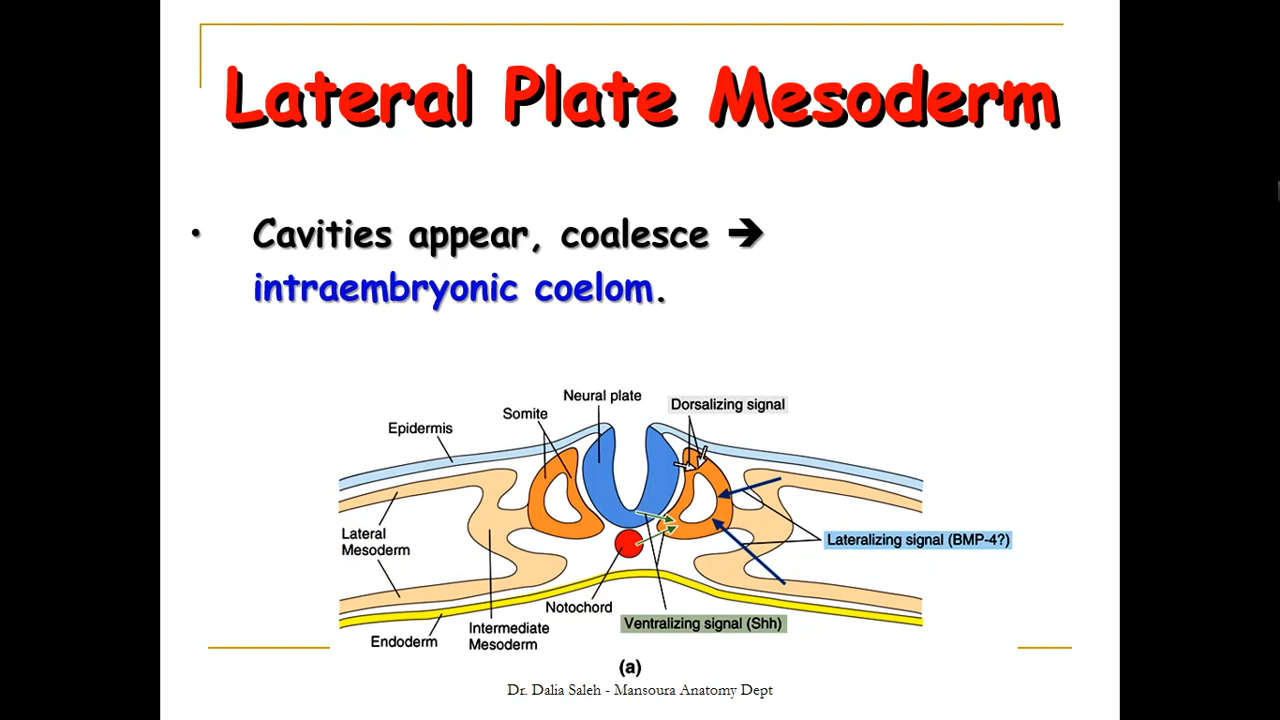 Lateral Plate Mesoderm
• Cavities appear, coalesce ➔
intraembryonic coelom.
Neural plate
Dorsalizing signal
Somite
Epidermis
Lateral
Mesoderm
Lateralizing signal (BMP-4?)
Notochord
Ventralizing signal (Shh)
Endoderm
Intermediate
Mesoderm
(a)
Dr. Dalia Saleh - Mansoura Anatomy Dept